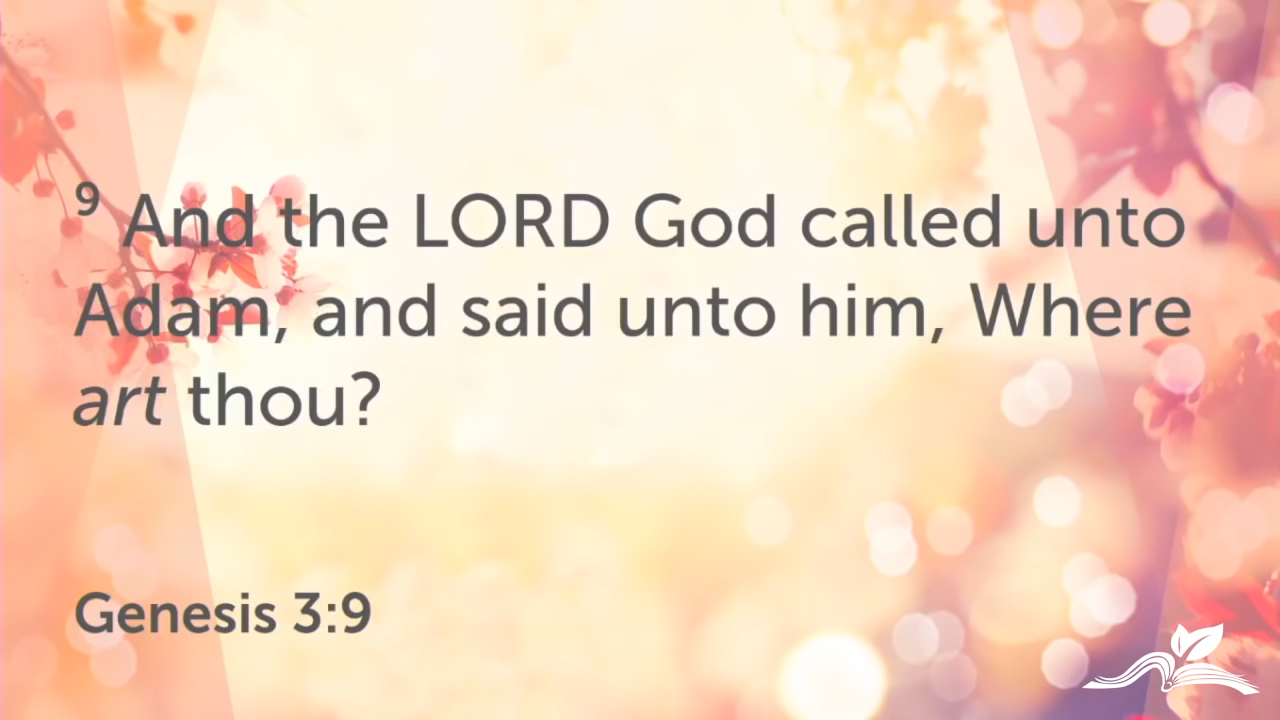 9 And the LORD God called unto
Adam, and said unto him, Where
art thou?
Genesis 3:9